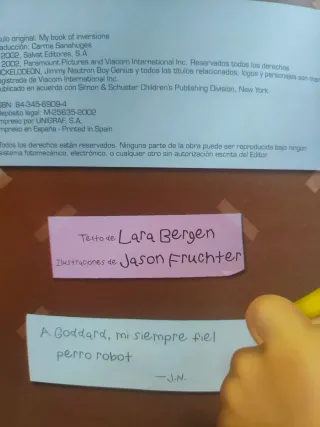 ulo original: My book of inventions
raducción: Carme Sanahuges
2002, Salvat Editores, S.A.
2002, Paramount Pictures and Viacom International Inc. Reservados todos los derechos.
ICKELODEON, Jimmy Neutron Boy Genius y todos los títulos relacionados, logos y personajes son
egistrada de Viacom International Inc.
ublicado en acuerdo con Simon & Schuster Children's Publishing Division, New York.
SBN: 84-345-6909-4
epósito legal: M-25635-2002
mpreso por: UNIGRAF, S.A.
mpreso en España - Printed in Spain
Todos los derechos están reservados. Ninguna parte de la obra puede ser reproducida bajo ningún
sistema fotomecánico, electrónico, o cualquier otro sin autorización escrita del Editor.
Texto de Lara Bergen
Ilustraciones de Jason Fruchter
A Goddard, mi siempre fiel
perro robot
—J.N.